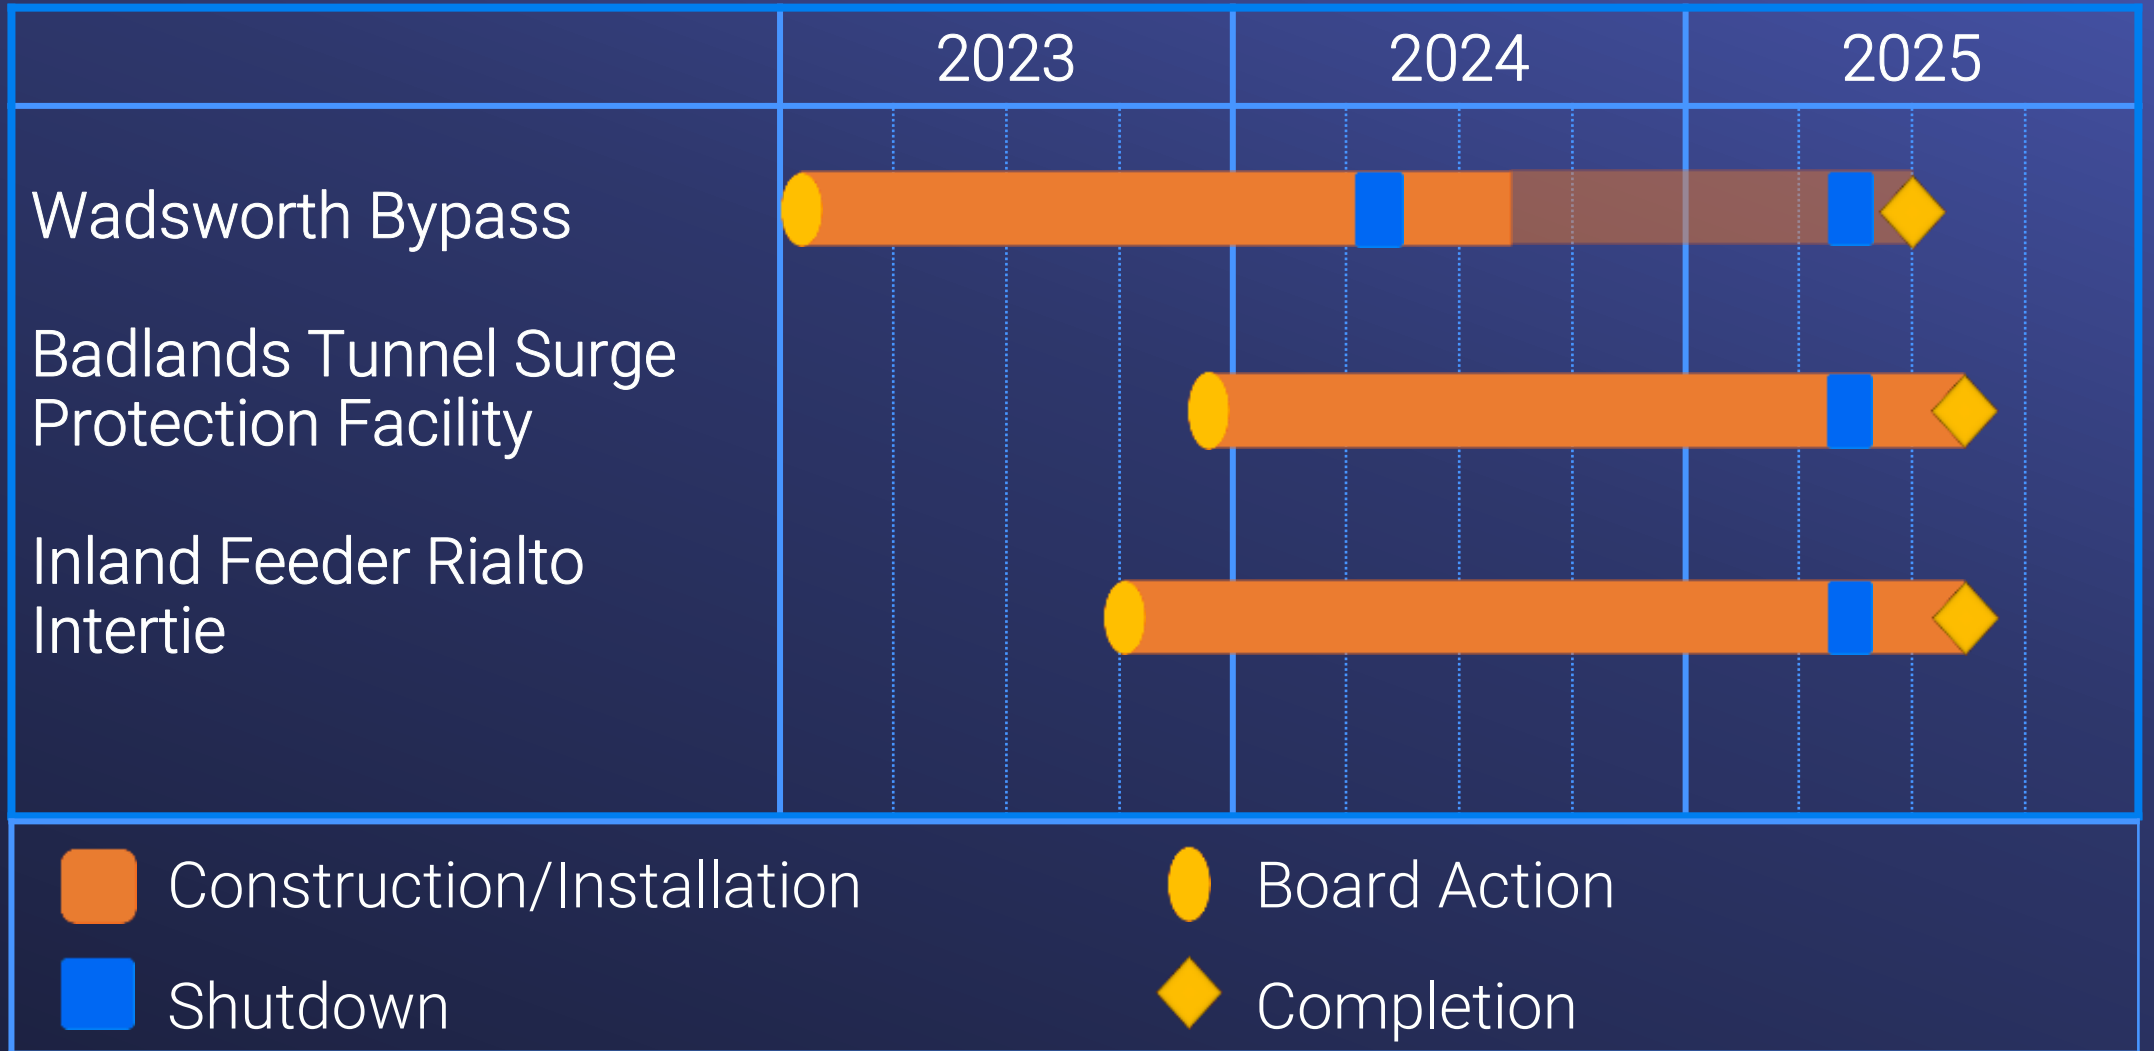 2023 2024 2025
Wadsworth Bypass
Badlands Tunnel Surge
Protection Facility
Inland Feeder Rialto
Intertie
Construction/Installation
Board Action
Shutdown
Completion